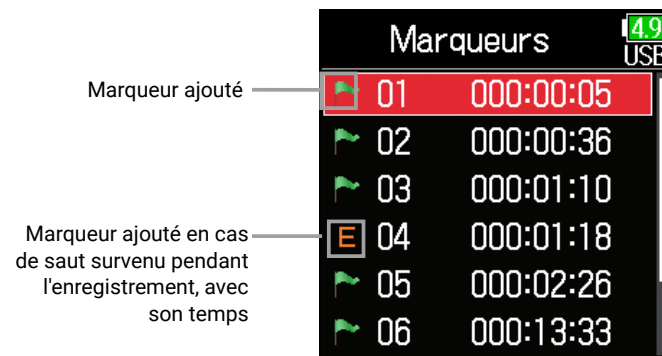 Marqueurs
4.9
USB
Marqueur ajouté
01 000:00:05
02 000:00:36
03 000:01:10
Marqueur ajouté en cas
de saut survenu pendant
l'enregistrement, avec
son temps
E 04 000:01:18
05 000:02:26
06 000:13:33